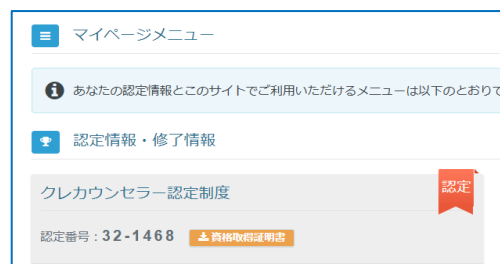 マイページメニュー
あなたの認定情報とこのサイトでご利用いただけるメニューは以下のとおりで
認定情報・修了情報
クレカウンセラー認定制度
認定
認定番号：32-1468 資格取得証明書